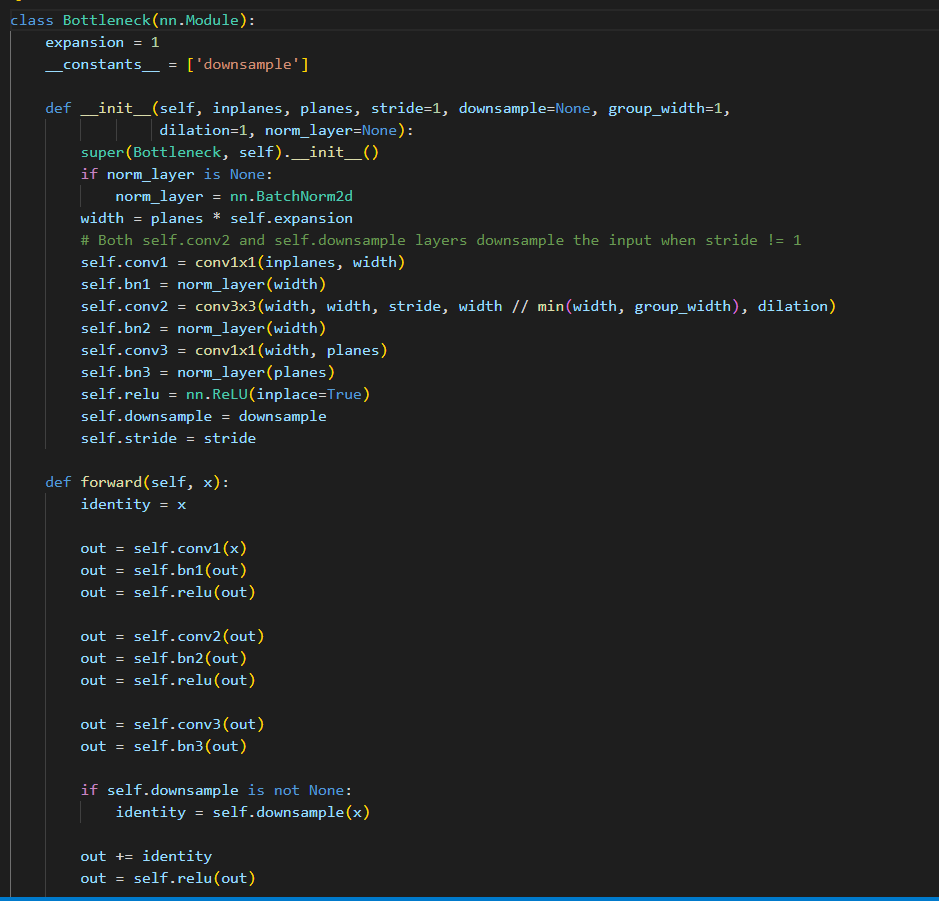 class Bottleneck(nn.Module):
    expansion = 1
    __constants__ = ['downsample']

    def __init__(self, inplanes, planes, stride=1, downsample=None, group_width=1,
                 dilation=1, norm_layer=None):
        super(Bottleneck, self).__init__()
        if norm_layer is None:
            norm_layer = nn.BatchNorm2d
        width = planes * self.expansion
        # Both self.conv2 and self.downsample layers downsample the input when stride != 1
        self.conv1 = conv1x1(inplanes, width)
        self.bn1 = norm_layer(width)
        self.conv2 = conv3x3(width, width, stride, width // min(width, group_width), dilation)
        self.bn2 = norm_layer(width)
        self.conv3 = conv1x1(width, planes)
        self.bn3 = norm_layer(planes)
        self.relu = nn.ReLU(inplace=True)
        self.downsample = downsample
        self.stride = stride

    def forward(self, x):
        identity = x

        out = self.conv1(x)
        out = self.bn1(out)
        out = self.relu(out)

        out = self.conv2(out)
        out = self.bn2(out)
        out = self.relu(out)

        out = self.conv3(out)
        out = self.bn3(out)

        if self.downsample is not None:
            identity = self.downsample(x)

        out += identity
        out = self.relu(out)